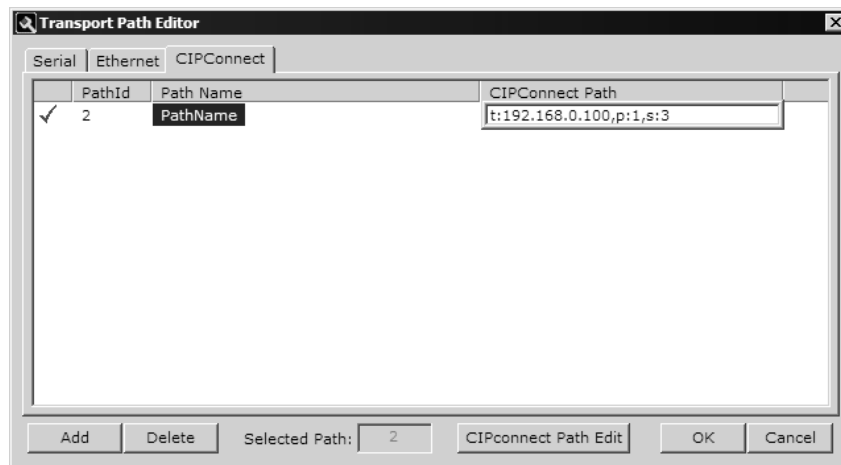 Transport Path Editor
Serial Ethernet CIPConnect
PathId Path Name CIPConnect Path
2 PathName t:192.168.0.100,p:1,s:3
Add Delete Selected Path: 2 CIPconnect Path Edit OK Cancel